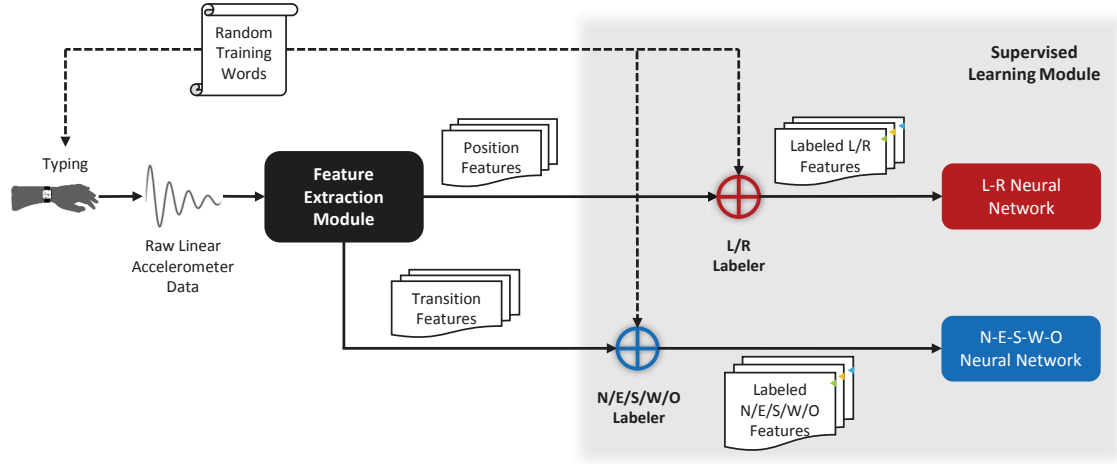 Random
Training
Words
Supervised
Learning Module
Typing
Position
Features
Labeled L/R
Features
Feature
Extraction
Module
L-R Neural
Network
Raw Linear
Accelerometer
Data
L/R
Labeler
Transition
Features
N-E-S-W-O
Neural Network
N/E/S/W/O
Labeler
Labeled
N/E/S/W/O
Features